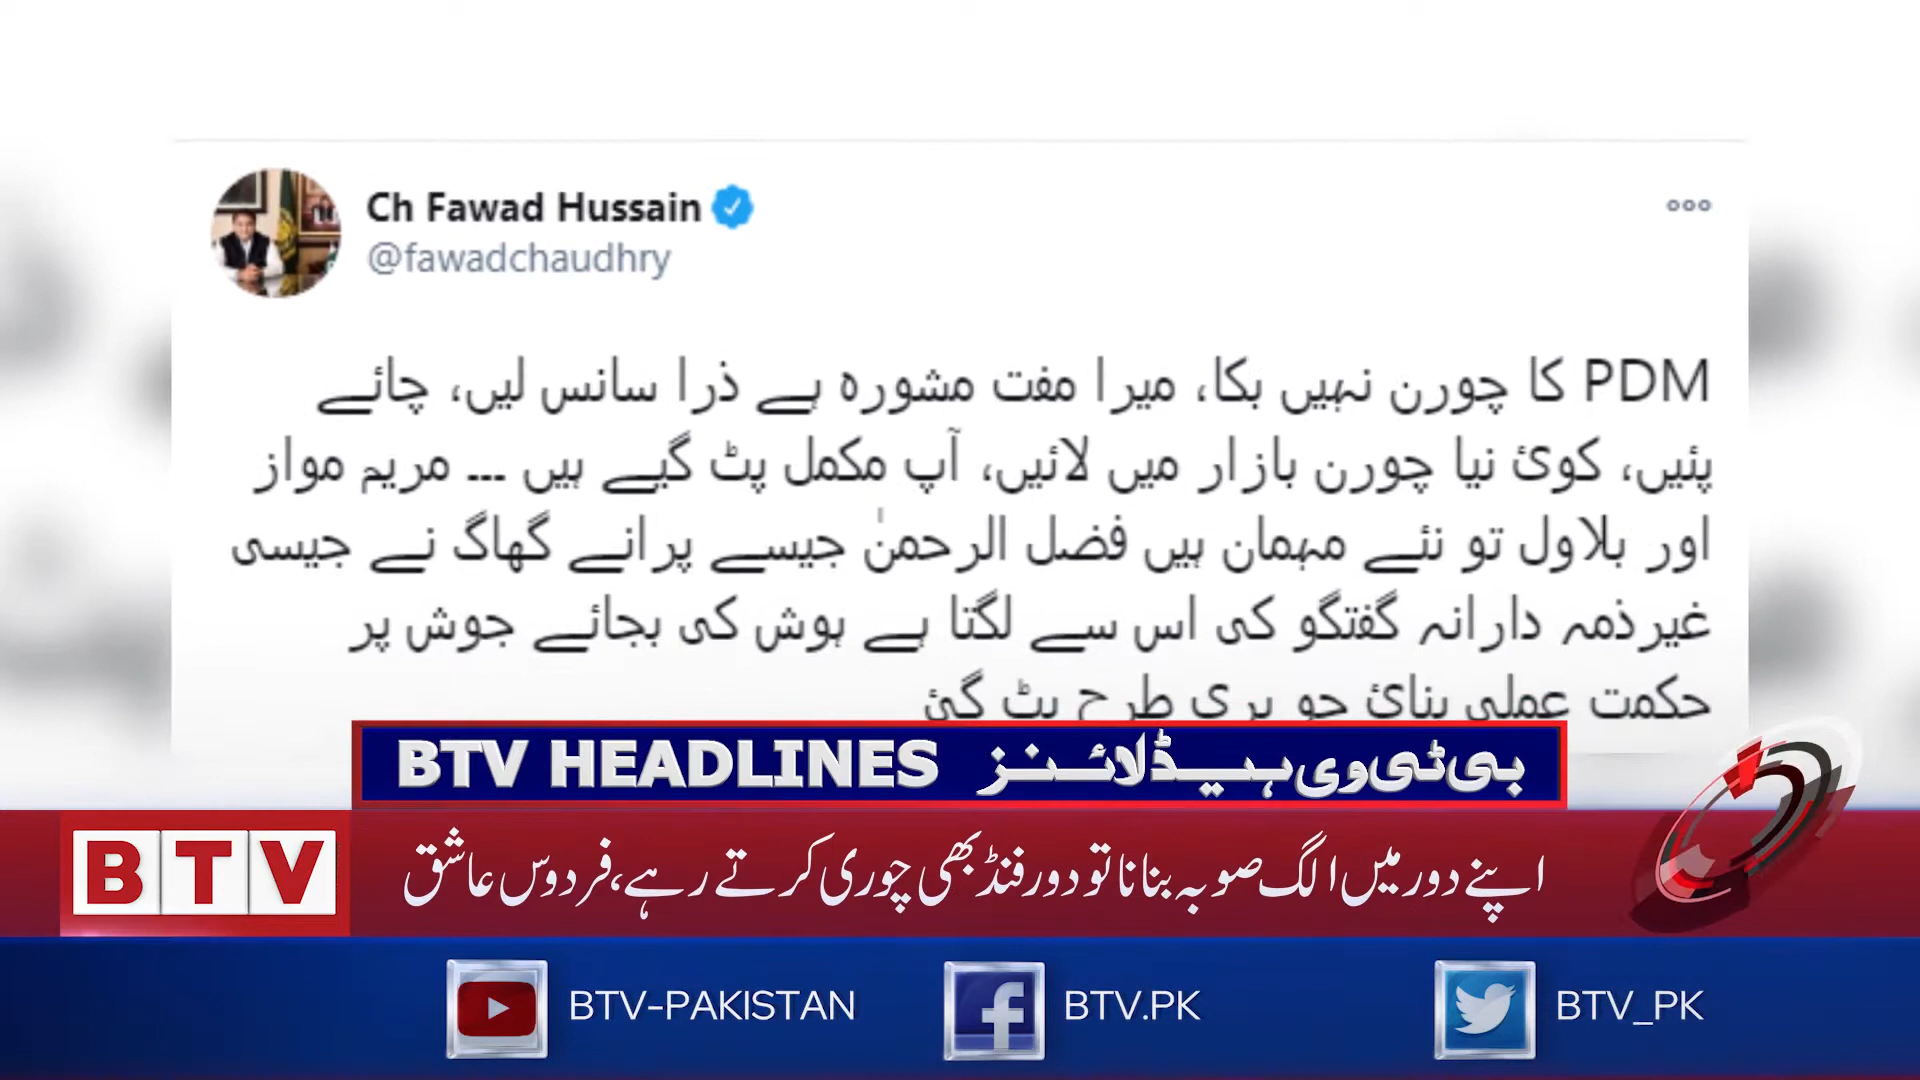 Ch Fawad Hussain
@fawadchaudhry
PDM کا چورن نہیں بکا، میرا مفت مشورہ ہے ذرا سانس لیں، چائے
پئیں، کوئ نیا چورن بازار میں لائیں، آپ مکمل پٹ گیے ہیں ... مریم مواز
اور بلاول تو نئے مہمان ہیں فضل الرحمنٰ جیسے پرانے گھاگ نے جیسی
غیرذمہ دارانہ گفتگو کی اس سے لگتا ہے ہوش کی بجائے جوش پر
حکمت عملی بنائ جو بری طرح پٹ گئ
BTV HEADLINES بی ٹی وی ہیڈلائنز
BTV
اپنے دور میں الگ صوبہ بنانا تو دور فنڈ بھی چوری کرتے رہے، فردوس عاشق
BTV-PAKISTAN
BTV.PK
BTV_PK